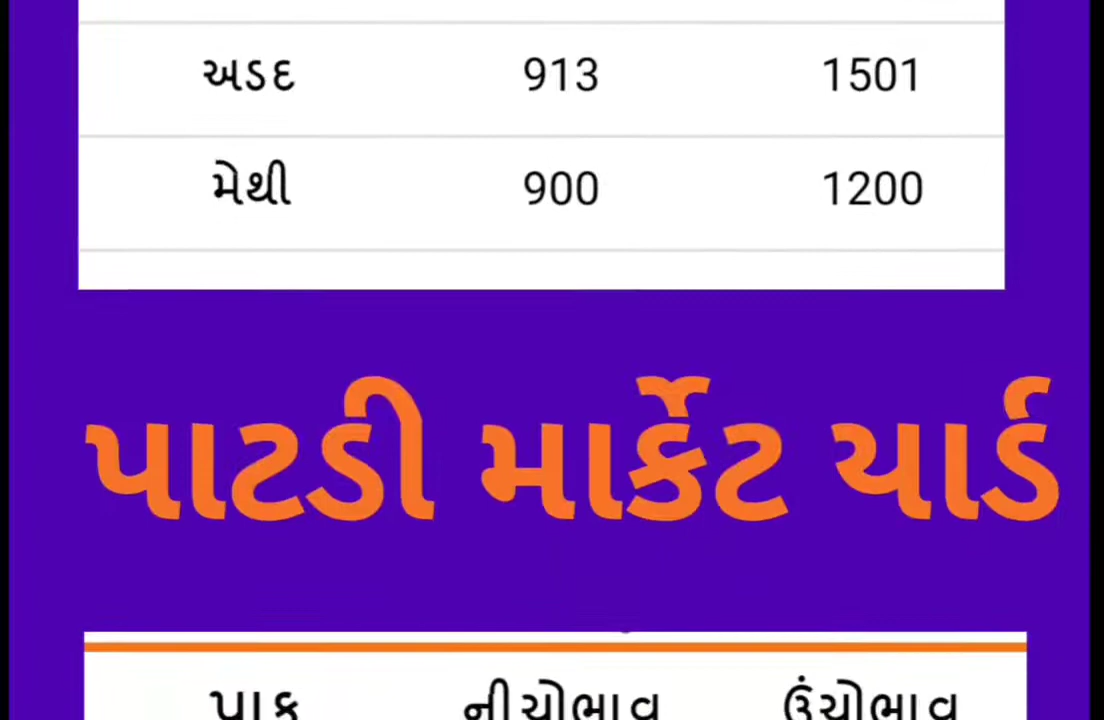 અડદ 913 1501
મેથી 900 1200
પાટડી માર્કેટ યાર્ડ
પાક નીચોભાવ ઉંચોભાવ